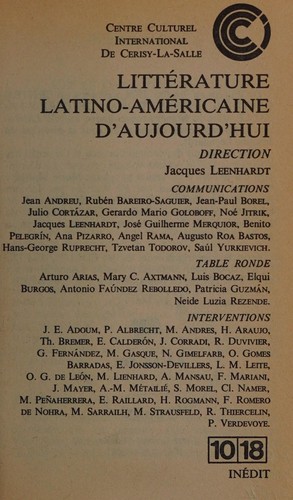 CENTRE CULTUREL
INTERNATIONAL
DE CERISY-LA-SALLE
LITTÉRATURE
LATINO-AMÉRICAINE
D'AUJOURD'HUI
DIRECTION
Jacques LEENHARDT
COMMUNICATIONS
Jean ANDREU, Rubén BAREIRO-SAGUIER, Jean-Paul BOREL,
Julio CORTÁZAR, Gerardo Mario GOLOBOFF, Noé JITRIK,
Jacques LEENHARDT, José Guilherme MERQUIOR, Benito
PELEGRÍN, Ana PIZARRO, Angel RAMA, Augusto ROA BASTOS,
Hans-George RUPRECHT, Tzvetan TODOROV, Saúl YURKIEVICH.
TABLE RONDE
Arturo ARIAS, Mary C. AXTMANN, Luis BOCAZ, Elqui
BURGOS, Antonio FAÚNDEZ REBOLLEDO, Patricia GUZMÁN,
Neide Luzia REZENDE.
INTERVENTIONS
J. E. ADOUM, P. ALBRECHT, M. ANDRES, H. ARAUJO,
Th. BREMER, E. CALDERÓN, J. CORRADI, R. DUVIVIER,
G. FERNÁNDEZ, M. GASQUE, N. GIMELFARB, O. GOMES
BARRADAS, E. JONSSON-DEVILLERS, L. M. LEITE,
O. G. DE LEÓN, M. LIENHARD, A. MANSAU, F. MARIANI,
J. MAYER, A.-M. MÉTAILIÉ, S. MOREL, Cl. NAMER,
M. PEÑAHERRERA, E. RAILLARD, H. ROGMANN, F. ROMERO
DE NOHRA, M. SARRAILH, M. STRAUSFELD, R. THIERCELIN,
P. VERDEVOYE.
10|18
INÉDIT